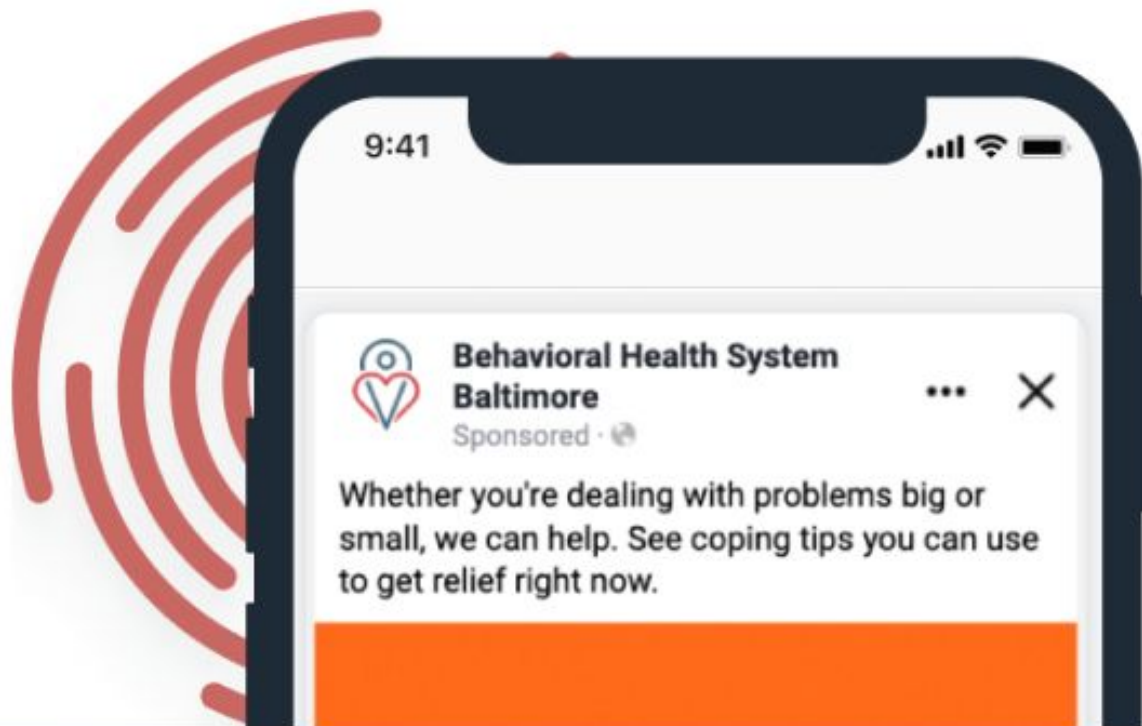 9:41
Behavioral Health System
Baltimore
Sponsored ·
Whether you're dealing with problems big or
small, we can help. See coping tips you can use
to get relief right now.